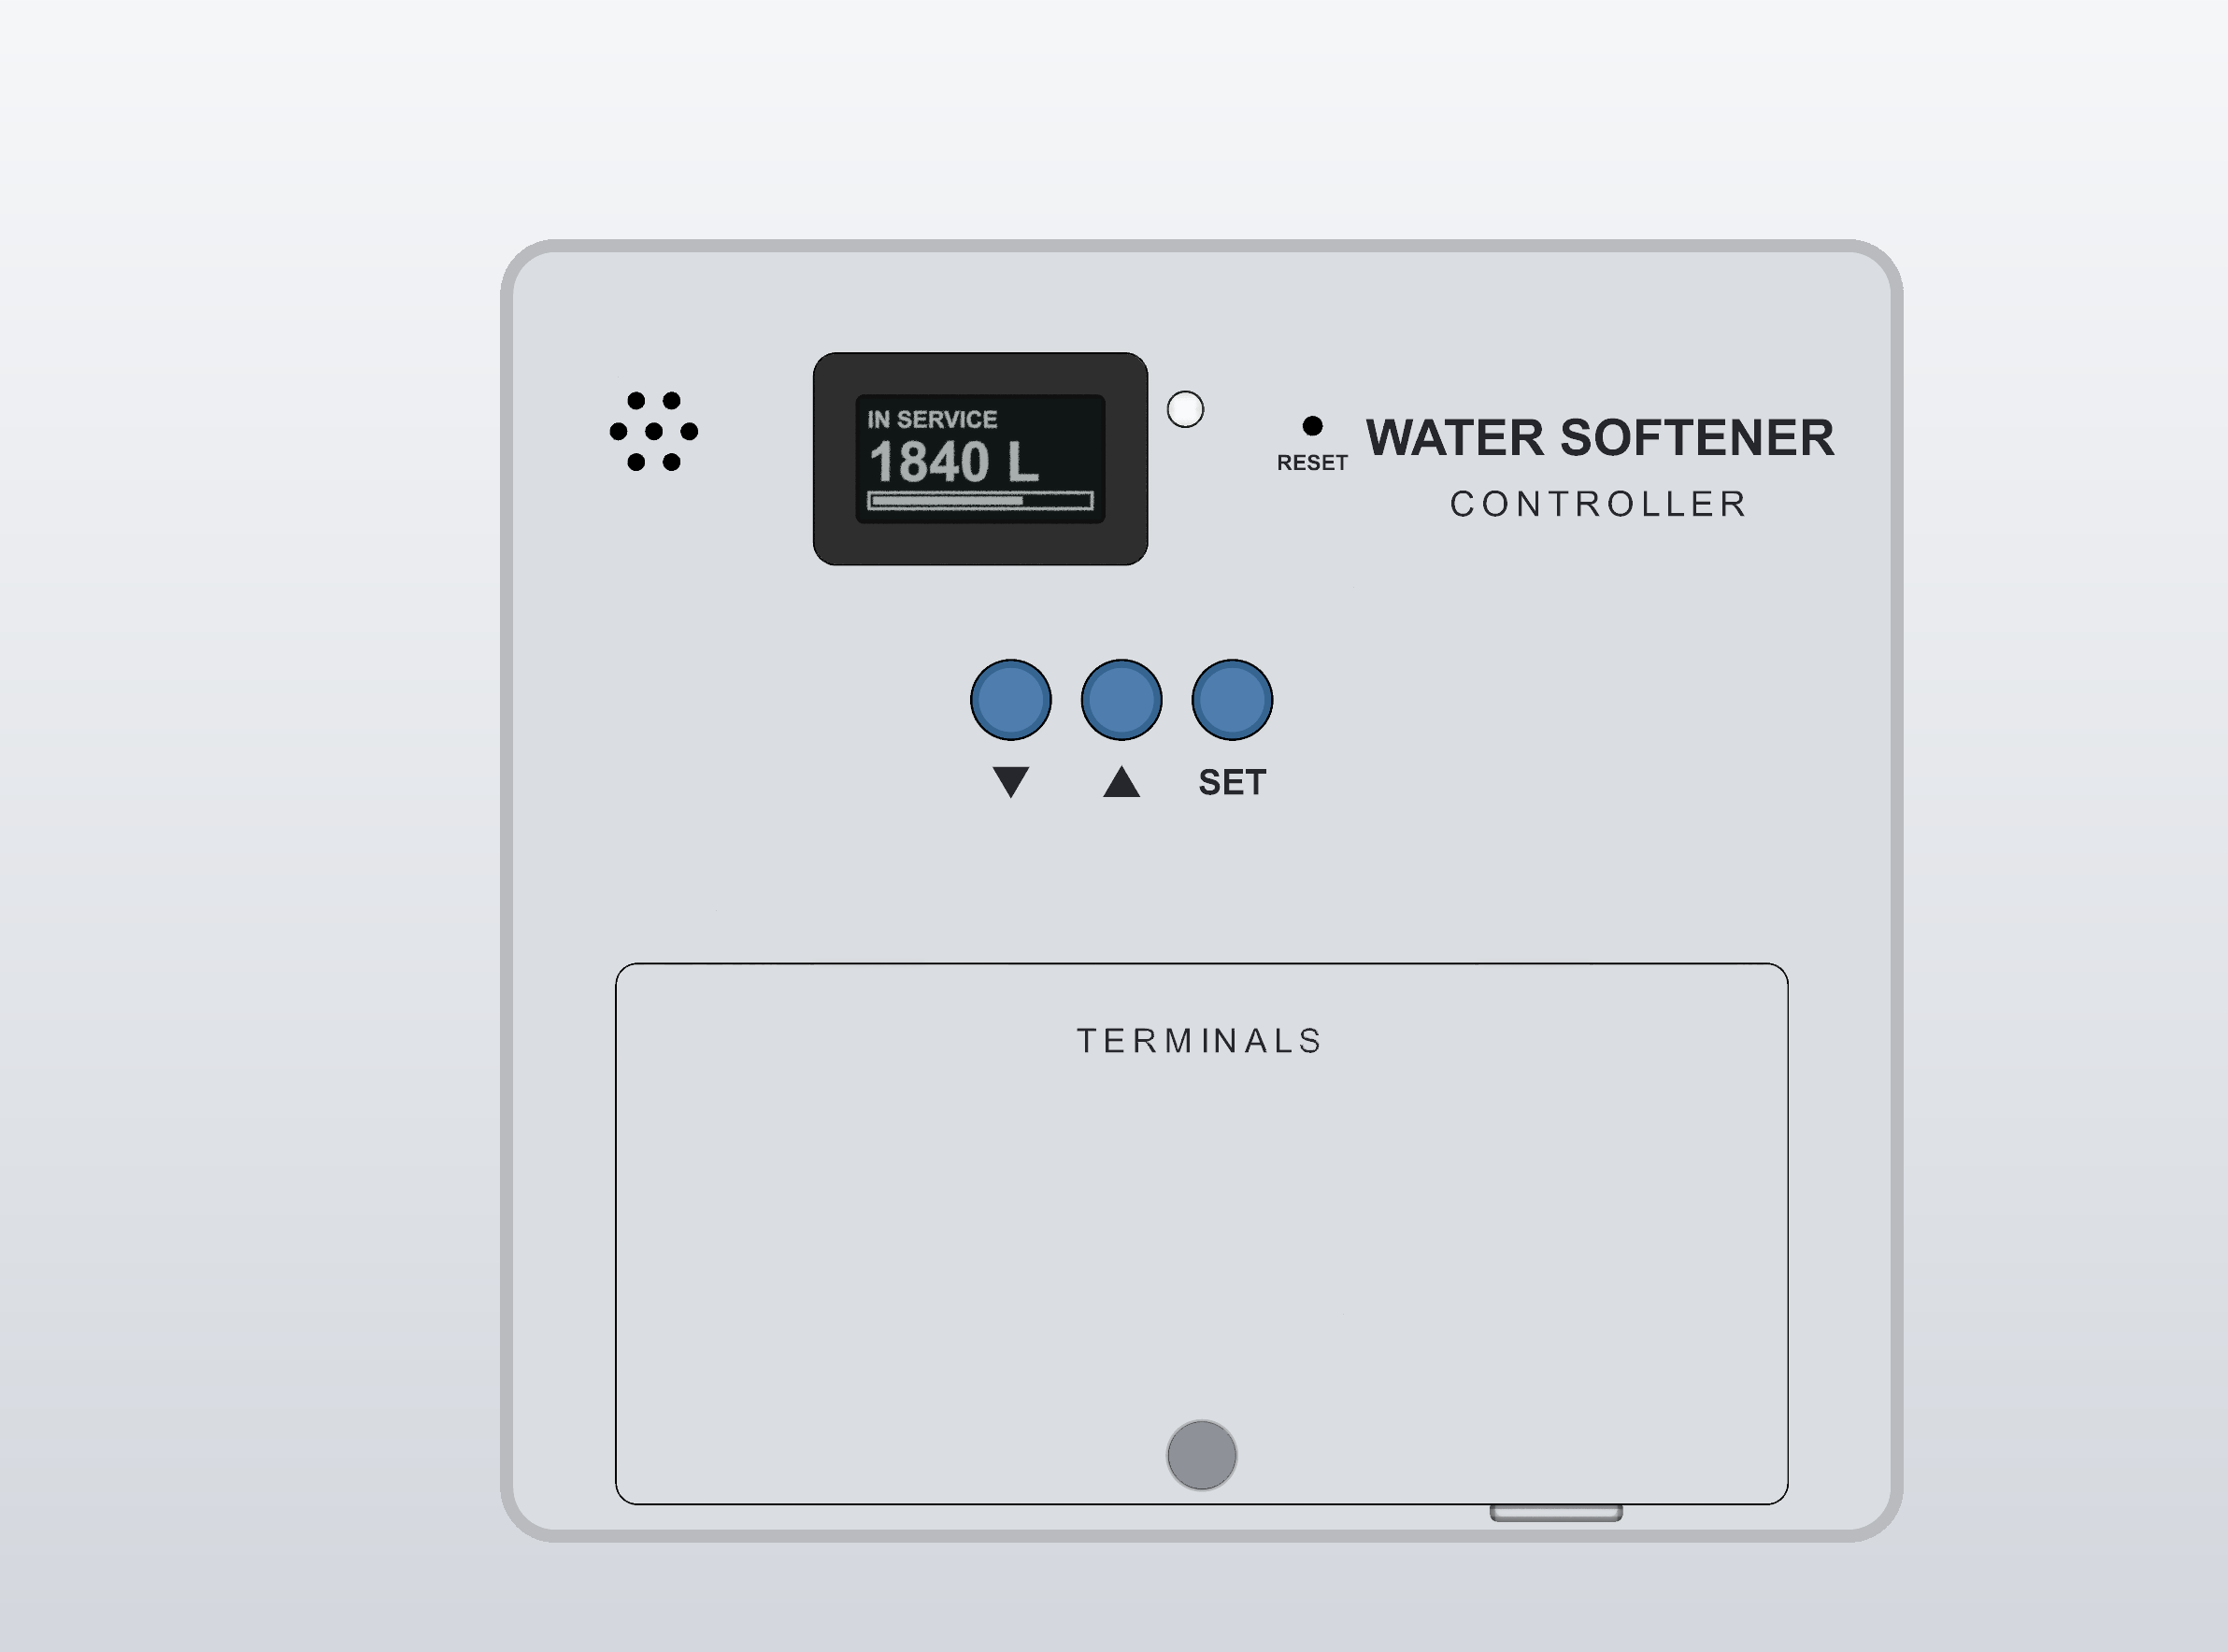 IN SERVICE
1840 L
RESET
WATER SOFTENER
CONTROLLER
▼ ▲ SET
TERMINALS